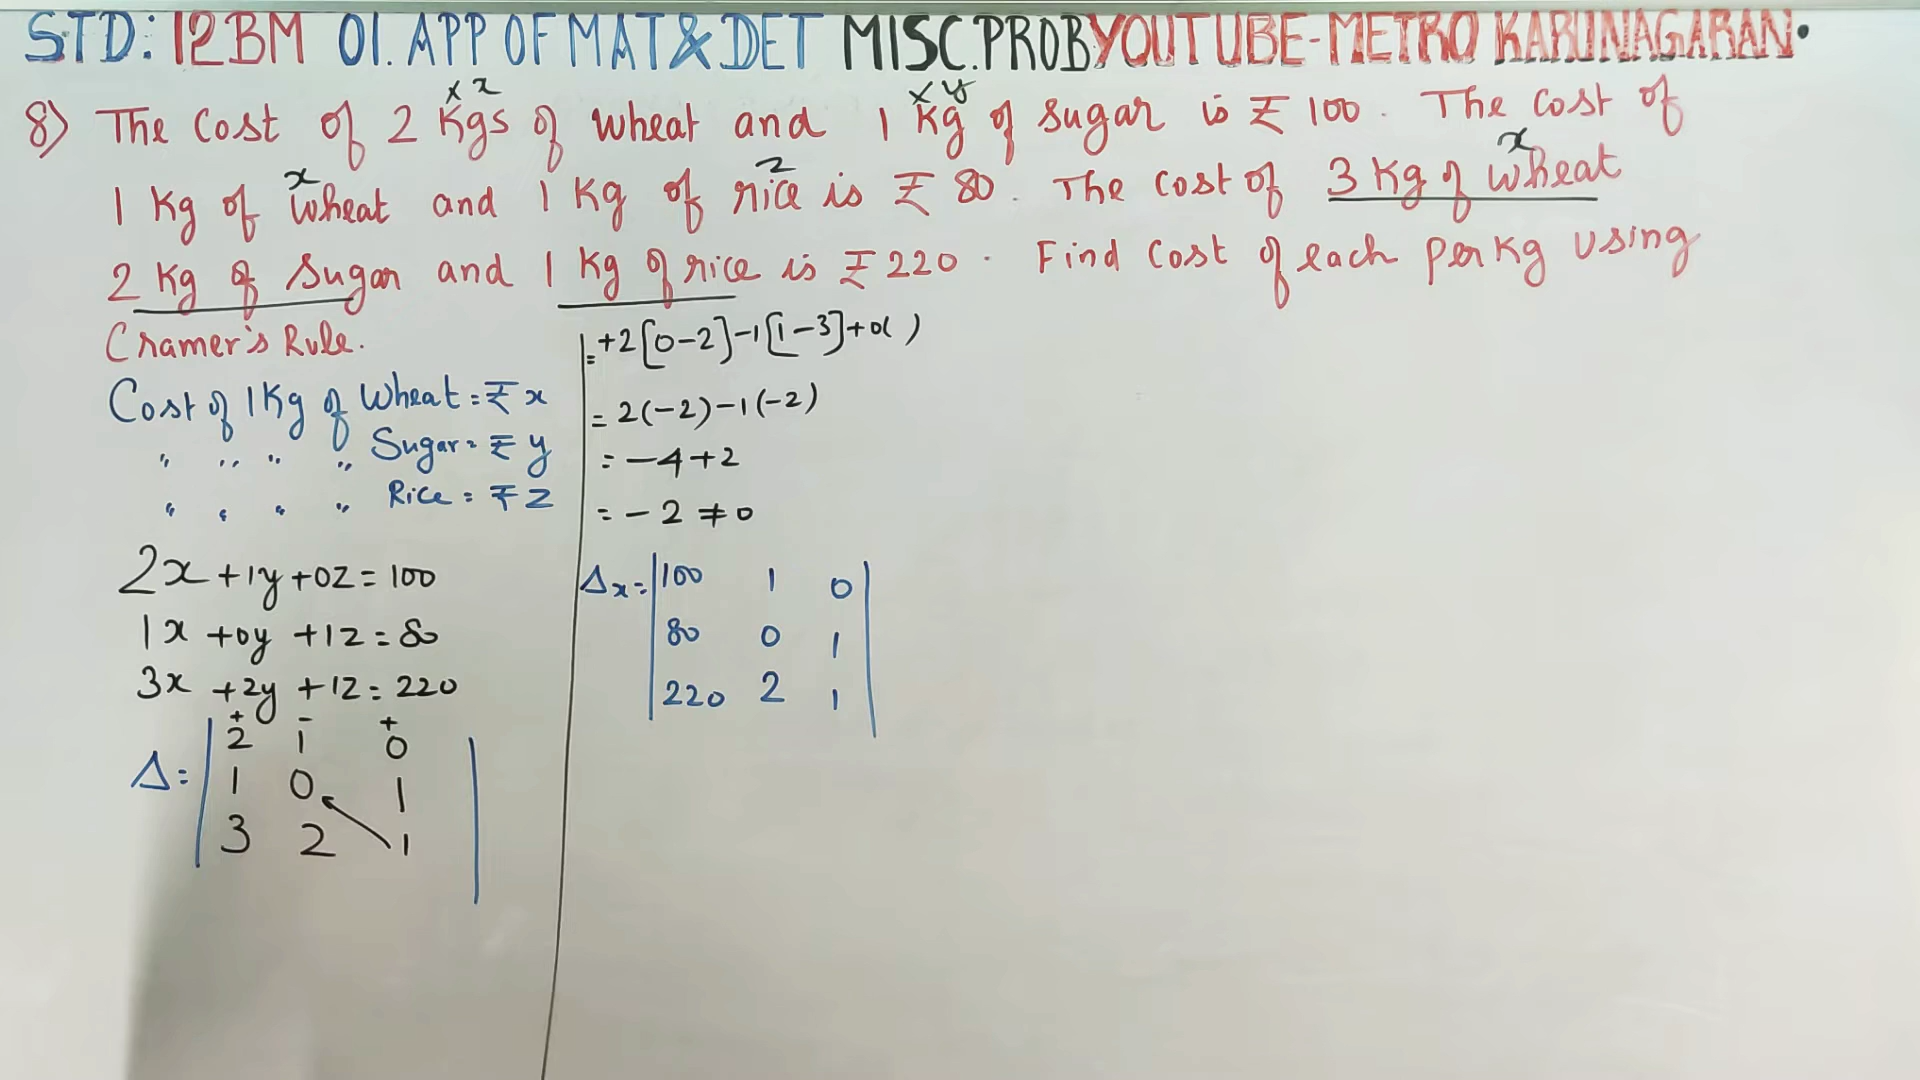 STD: 12BM 01. APP OF MAT & DET MISC. PROB YOUTUBE-METRO KARUNAGARAN.
x x x y
8) The Cost of 2 Kgs of wheat and 1 Kg of sugar is ₹ 100. The Cost of
x z x
1 Kg of wheat and 1 Kg of rice is ₹ 80. The Cost of 3 Kg of wheat
2 Kg of Sugar and 1 Kg of rice is ₹ 220. Find Cost of each per Kg using
Cramer's Rule.
Cost of 1 Kg of Wheat = ₹ x
" " " " Sugar = ₹ y
" " " " Rice = ₹ z
2x + 1y + 0z = 100
1x + 0y + 1z = 80
3x + 2y + 1z = 220
+ - +
Δ = | 2 1 0 |
| 1 0 1 |
| 3 2 1 |
= +2[0-2] -1[1-3] +0( )
= 2(-2) -1(-2)
= -4+2
= -2 ≠ 0
Δx = | 100 1 0 |
| 80 0 1 |
| 220 2 1 |